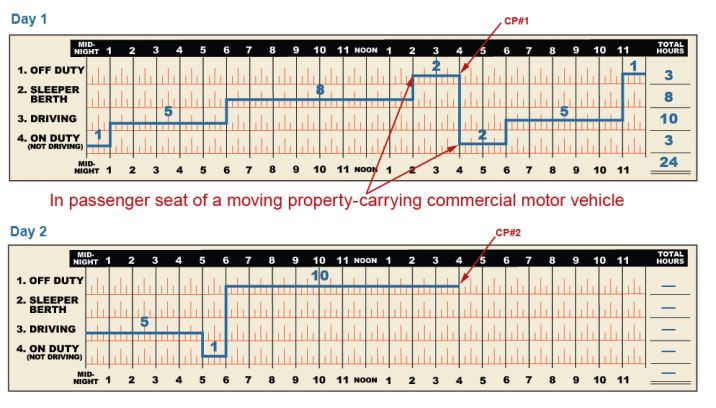 Day 1
CP#1
MID-NIGHT 1 2 3 4 5 6 7 8 9 10 11 NOON 1 2 3 4 5 6 7 8 9 10 11 TOTAL HOURS
1. OFF DUTY 2 1 3
2. SLEEPER BERTH 8 8
3. DRIVING 5 5 10
4. ON DUTY (NOT DRIVING) 1 2 3
MID-NIGHT 1 2 3 4 5 6 7 8 9 10 11 NOON 1 2 3 4 5 6 7 8 9 10 11 24
In passenger seat of a moving property-carrying commercial motor vehicle
Day 2
CP#2
MID-NIGHT 1 2 3 4 5 6 7 8 9 10 11 NOON 1 2 3 4 5 6 7 8 9 10 11 TOTAL HOURS
1. OFF DUTY 10 —
2. SLEEPER BERTH —
3. DRIVING 5 —
4. ON DUTY (NOT DRIVING) 1 —
MID-NIGHT 1 2 3 4 5 6 7 8 9 10 11 NOON 1 2 3 4 5 6 7 8 9 10 11 —